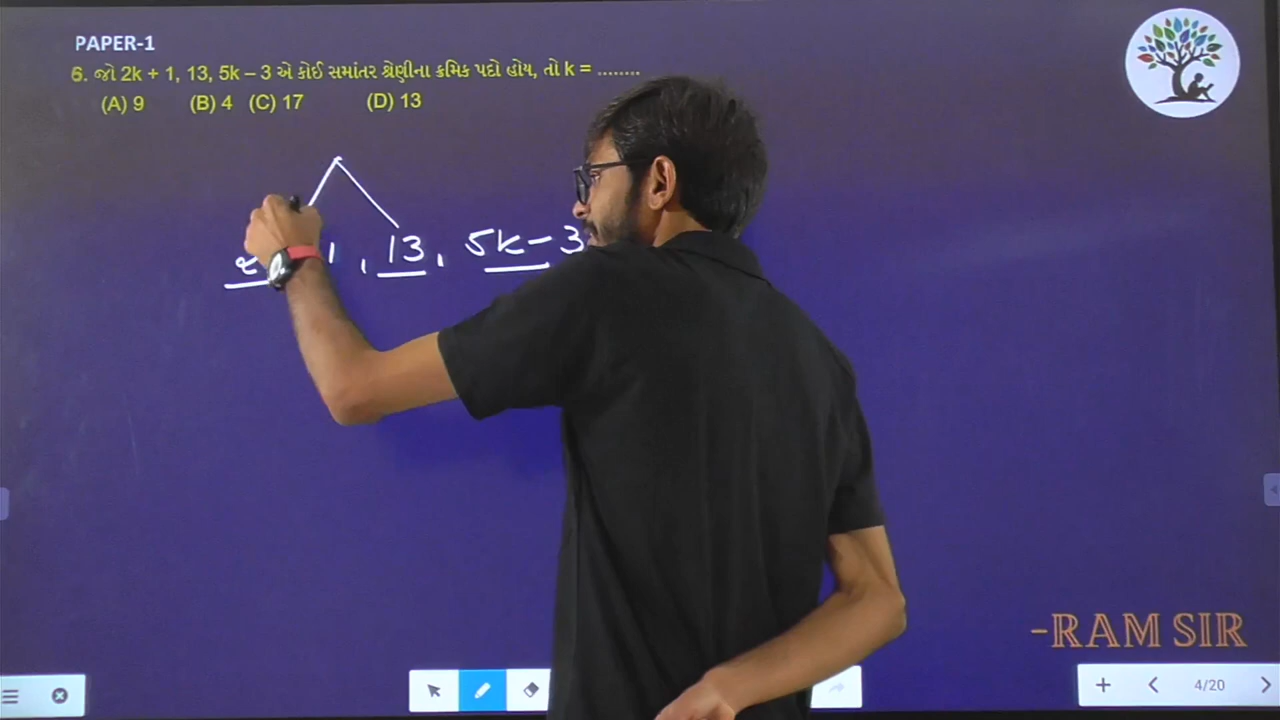 PAPER-1
6. જો 2k + 1, 13, 5k – 3 એ કોઈ સમાંતર શ્રેણીના ક્રમિક પદો હોય, તો k = ........
(A) 9 (B) 4 (C) 17 (D) 13
1, 13, 5k-3
-RAM SIR
4/20